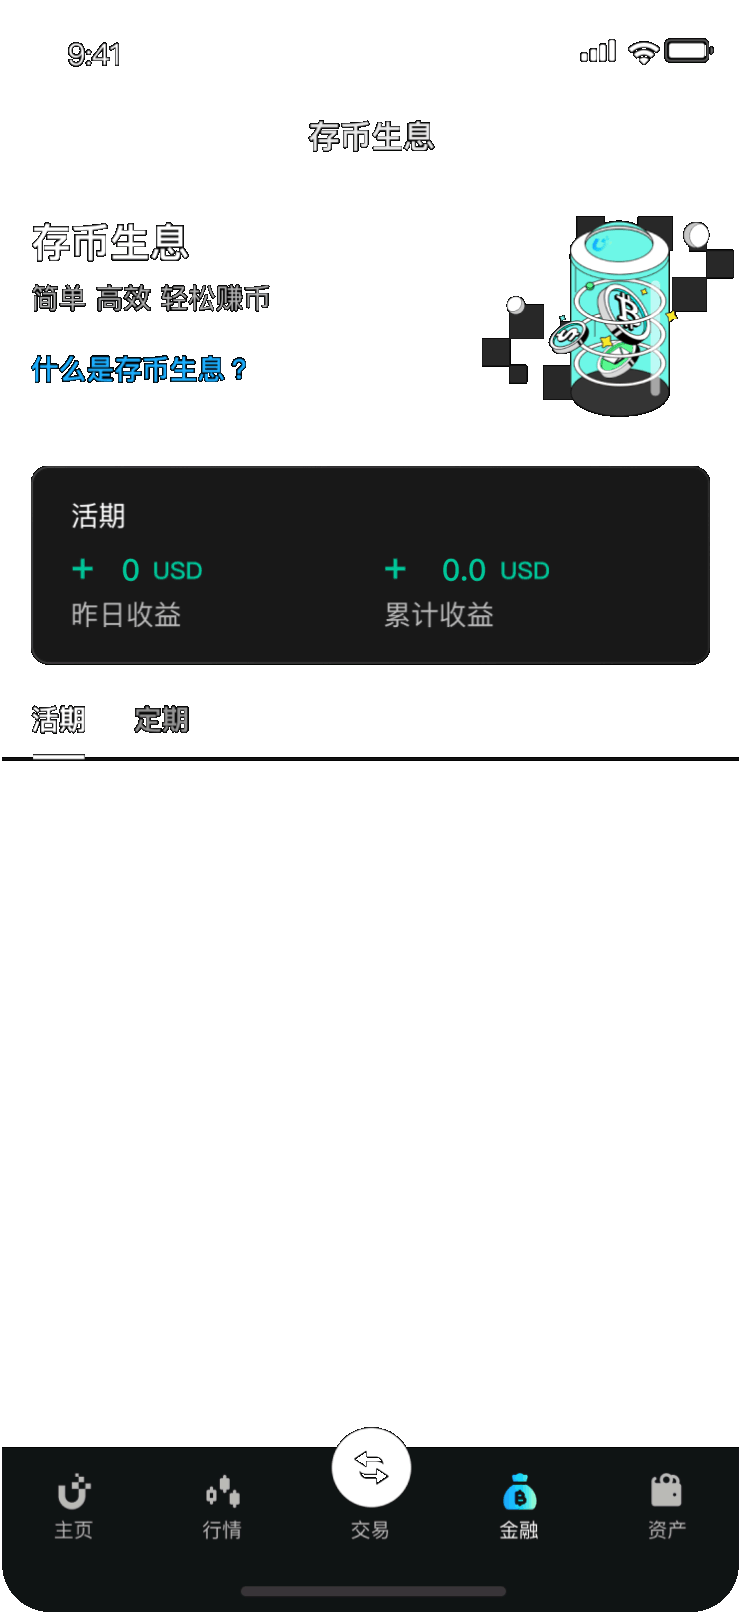 9:41
存币生息
存币生息
简单 高效 轻松赚币
什么是存币生息？
活期
+ 0 USD + 0.0 USD
昨日收益 累计收益
活期 定期
主页 行情 交易 金融 资产